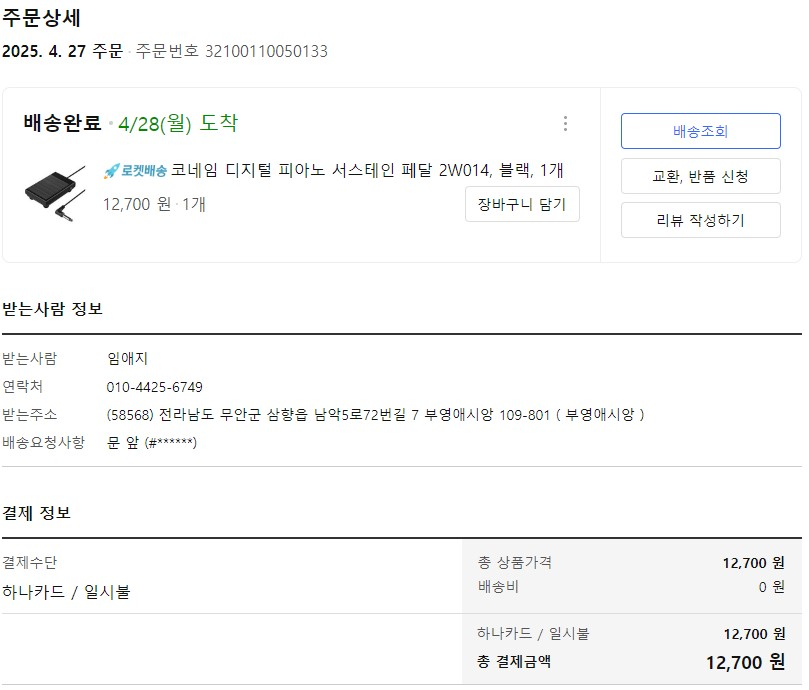 주문상세
2025. 4. 27 주문 · 주문번호 32100110050133
배송완료 · 4/28(월) 도착
로켓배송 코네임 디지털 피아노 서스테인 페달 2W014, 블랙, 1개
12,700 원 · 1개
장바구니 담기
배송조회
교환, 반품 신청
리뷰 작성하기
받는사람 정보
받는사람 임애지
연락처 010-4425-6749
받는주소 (58568) 전라남도 무안군 삼향읍 남악5로72번길 7 부영애시앙 109-801 ( 부영애시앙 )
배송요청사항 문 앞 (#******)
결제 정보
결제수단
하나카드 / 일시불
총 상품가격 12,700 원
배송비 0 원
하나카드 / 일시불 12,700 원
총 결제금액 12,700 원